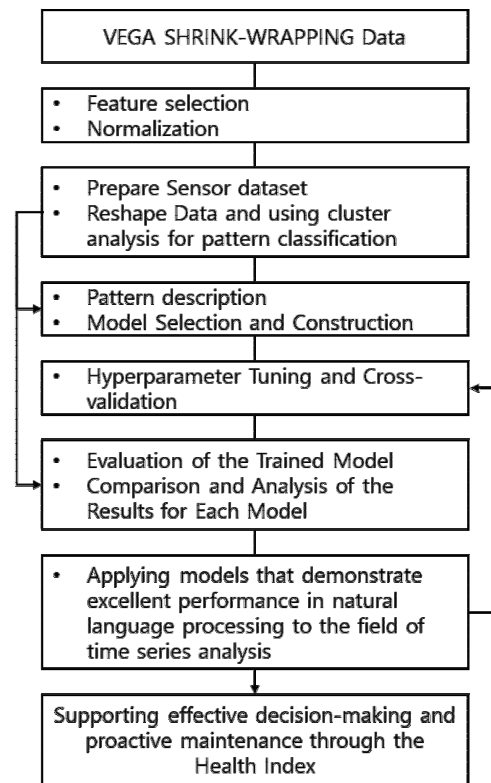 VEGA SHRINK-WRAPPING Data
• Feature selection
• Normalization
• Prepare Sensor dataset
• Reshape Data and using cluster
analysis for pattern classification
• Pattern description
• Model Selection and Construction
• Hyperparameter Tuning and Cross-
validation
• Evaluation of the Trained Model
• Comparison and Analysis of the
Results for Each Model
• Applying models that demonstrate
excellent performance in natural
language processing to the field of
time series analysis
Supporting effective decision-making and
proactive maintenance through the
Health Index